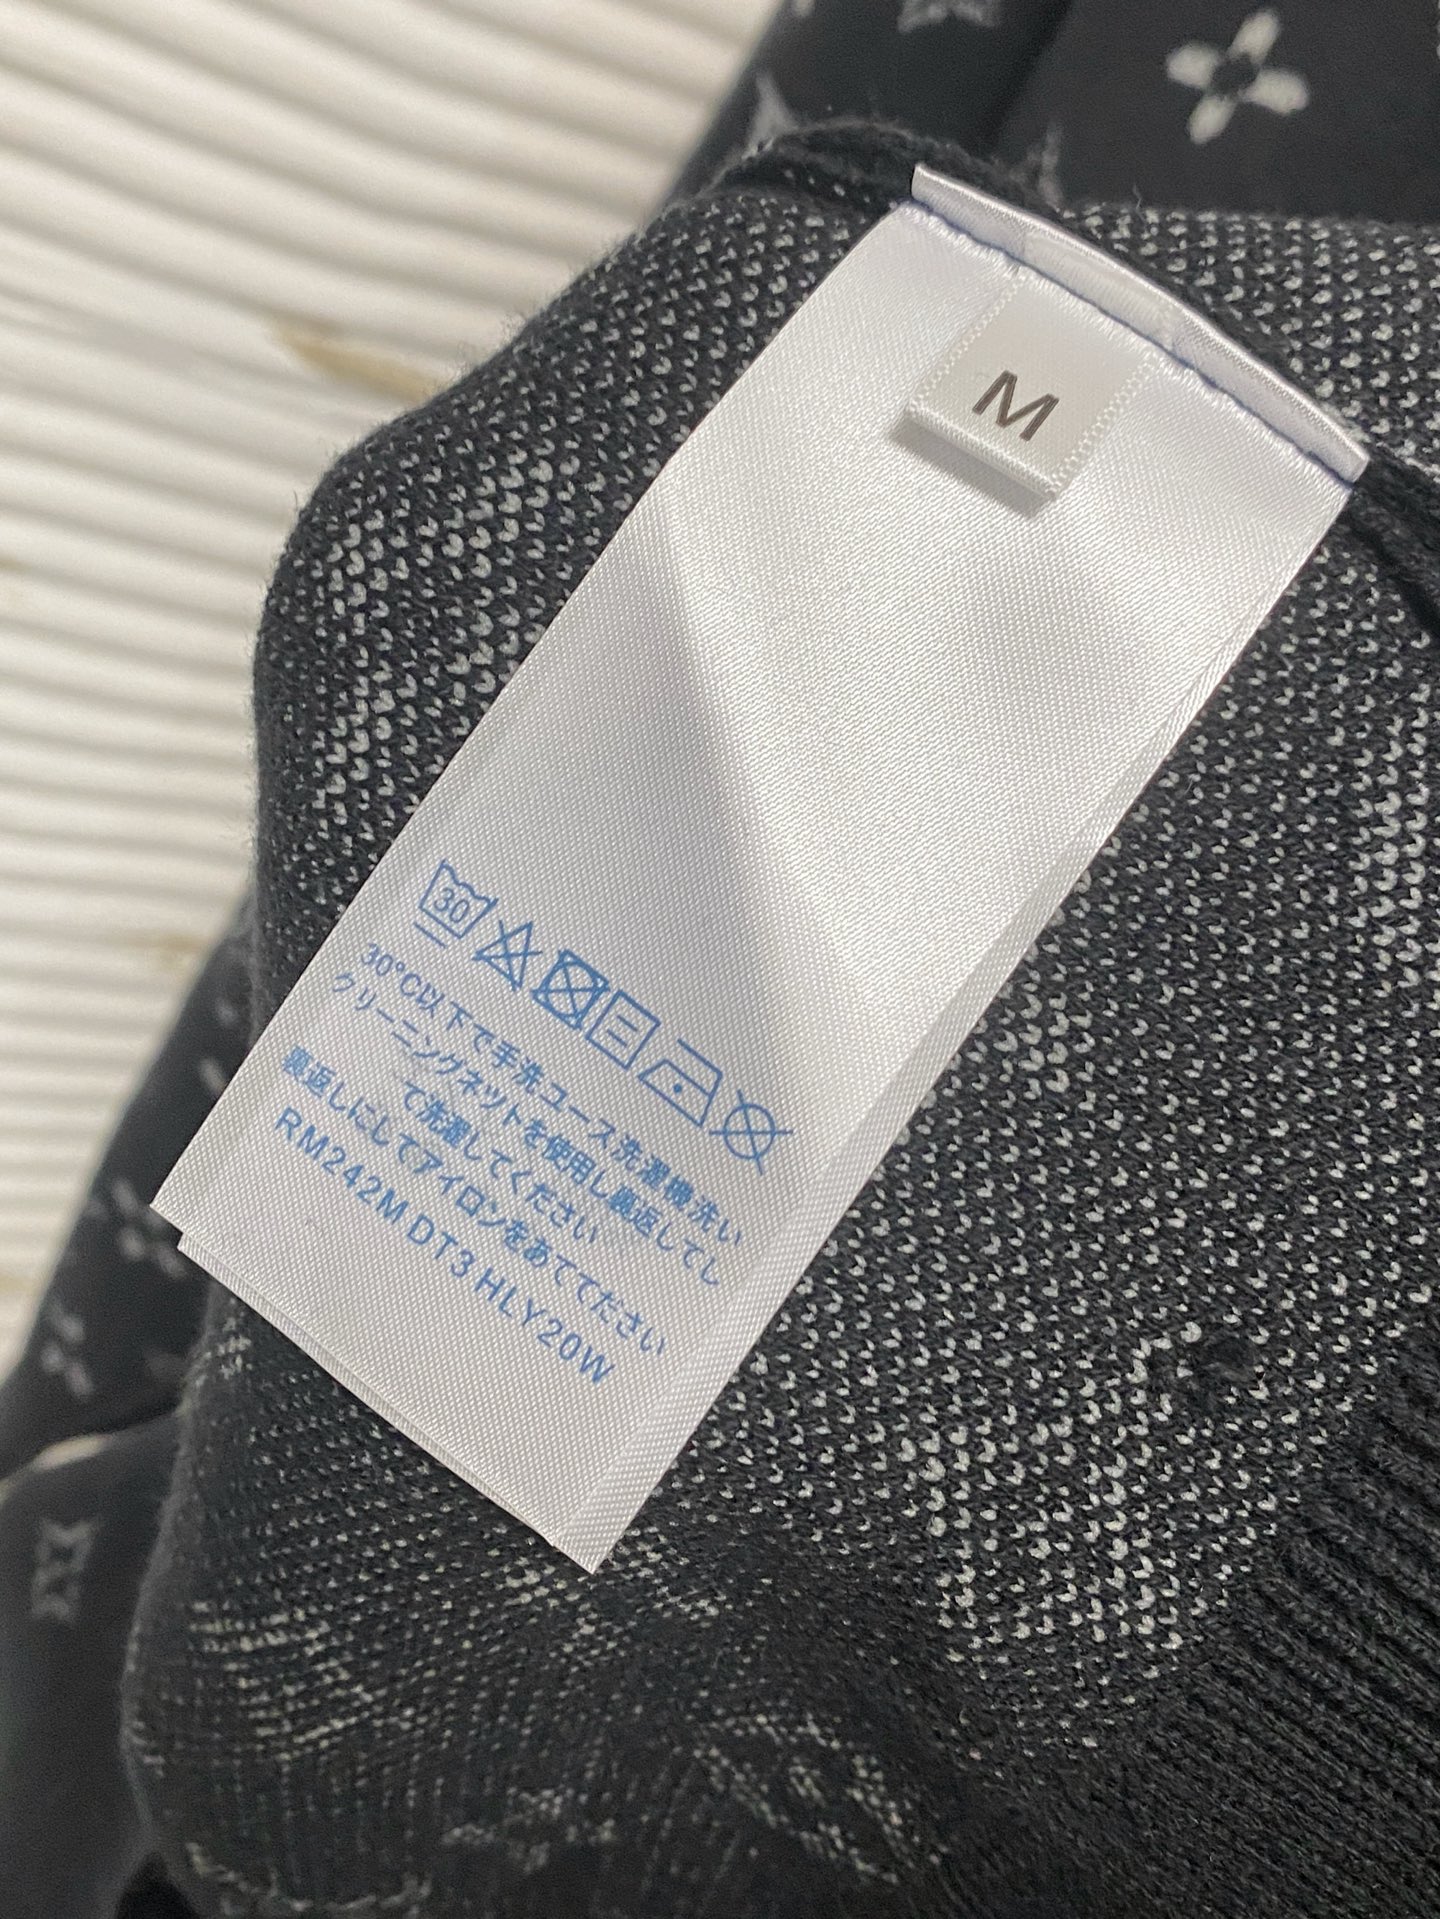 M
30
30°C以下で手洗ユース洗濯機洗い
クリーニングネットを使用し裏返してし
て洗濯してください
裏返しにしてアイロンをあててださい
RM242M DT3 HLY20W